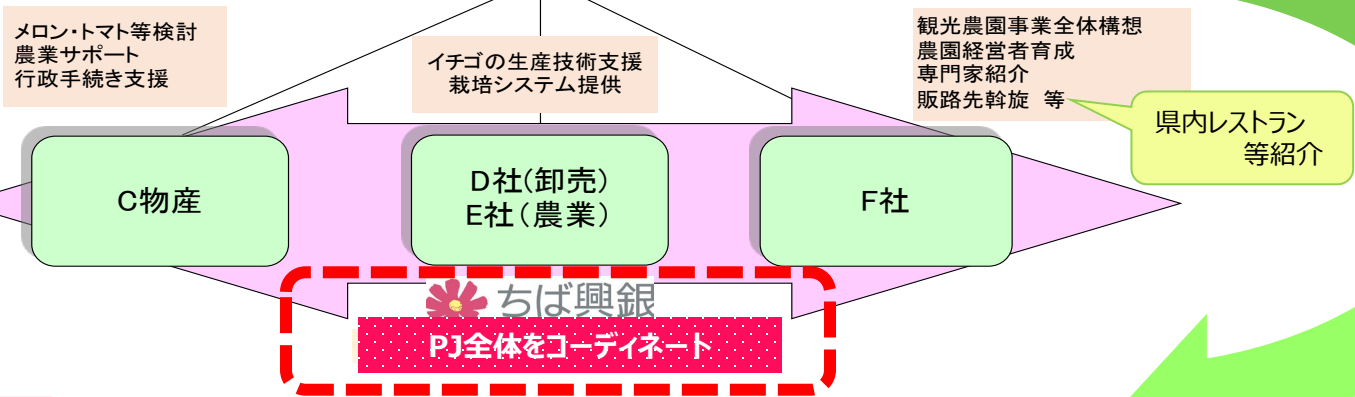 メロン・トマト等検討
農業サポート
行政手続き支援
イチゴの生産技術支援
栽培システム提供
観光農園事業全体構想
農園経営者育成
専門家紹介
販路先斡旋 等
県内レストラン
等紹介
C物産
D社(卸売)
E社(農業)
F社
ちば興銀
PJ全体をコーディネート